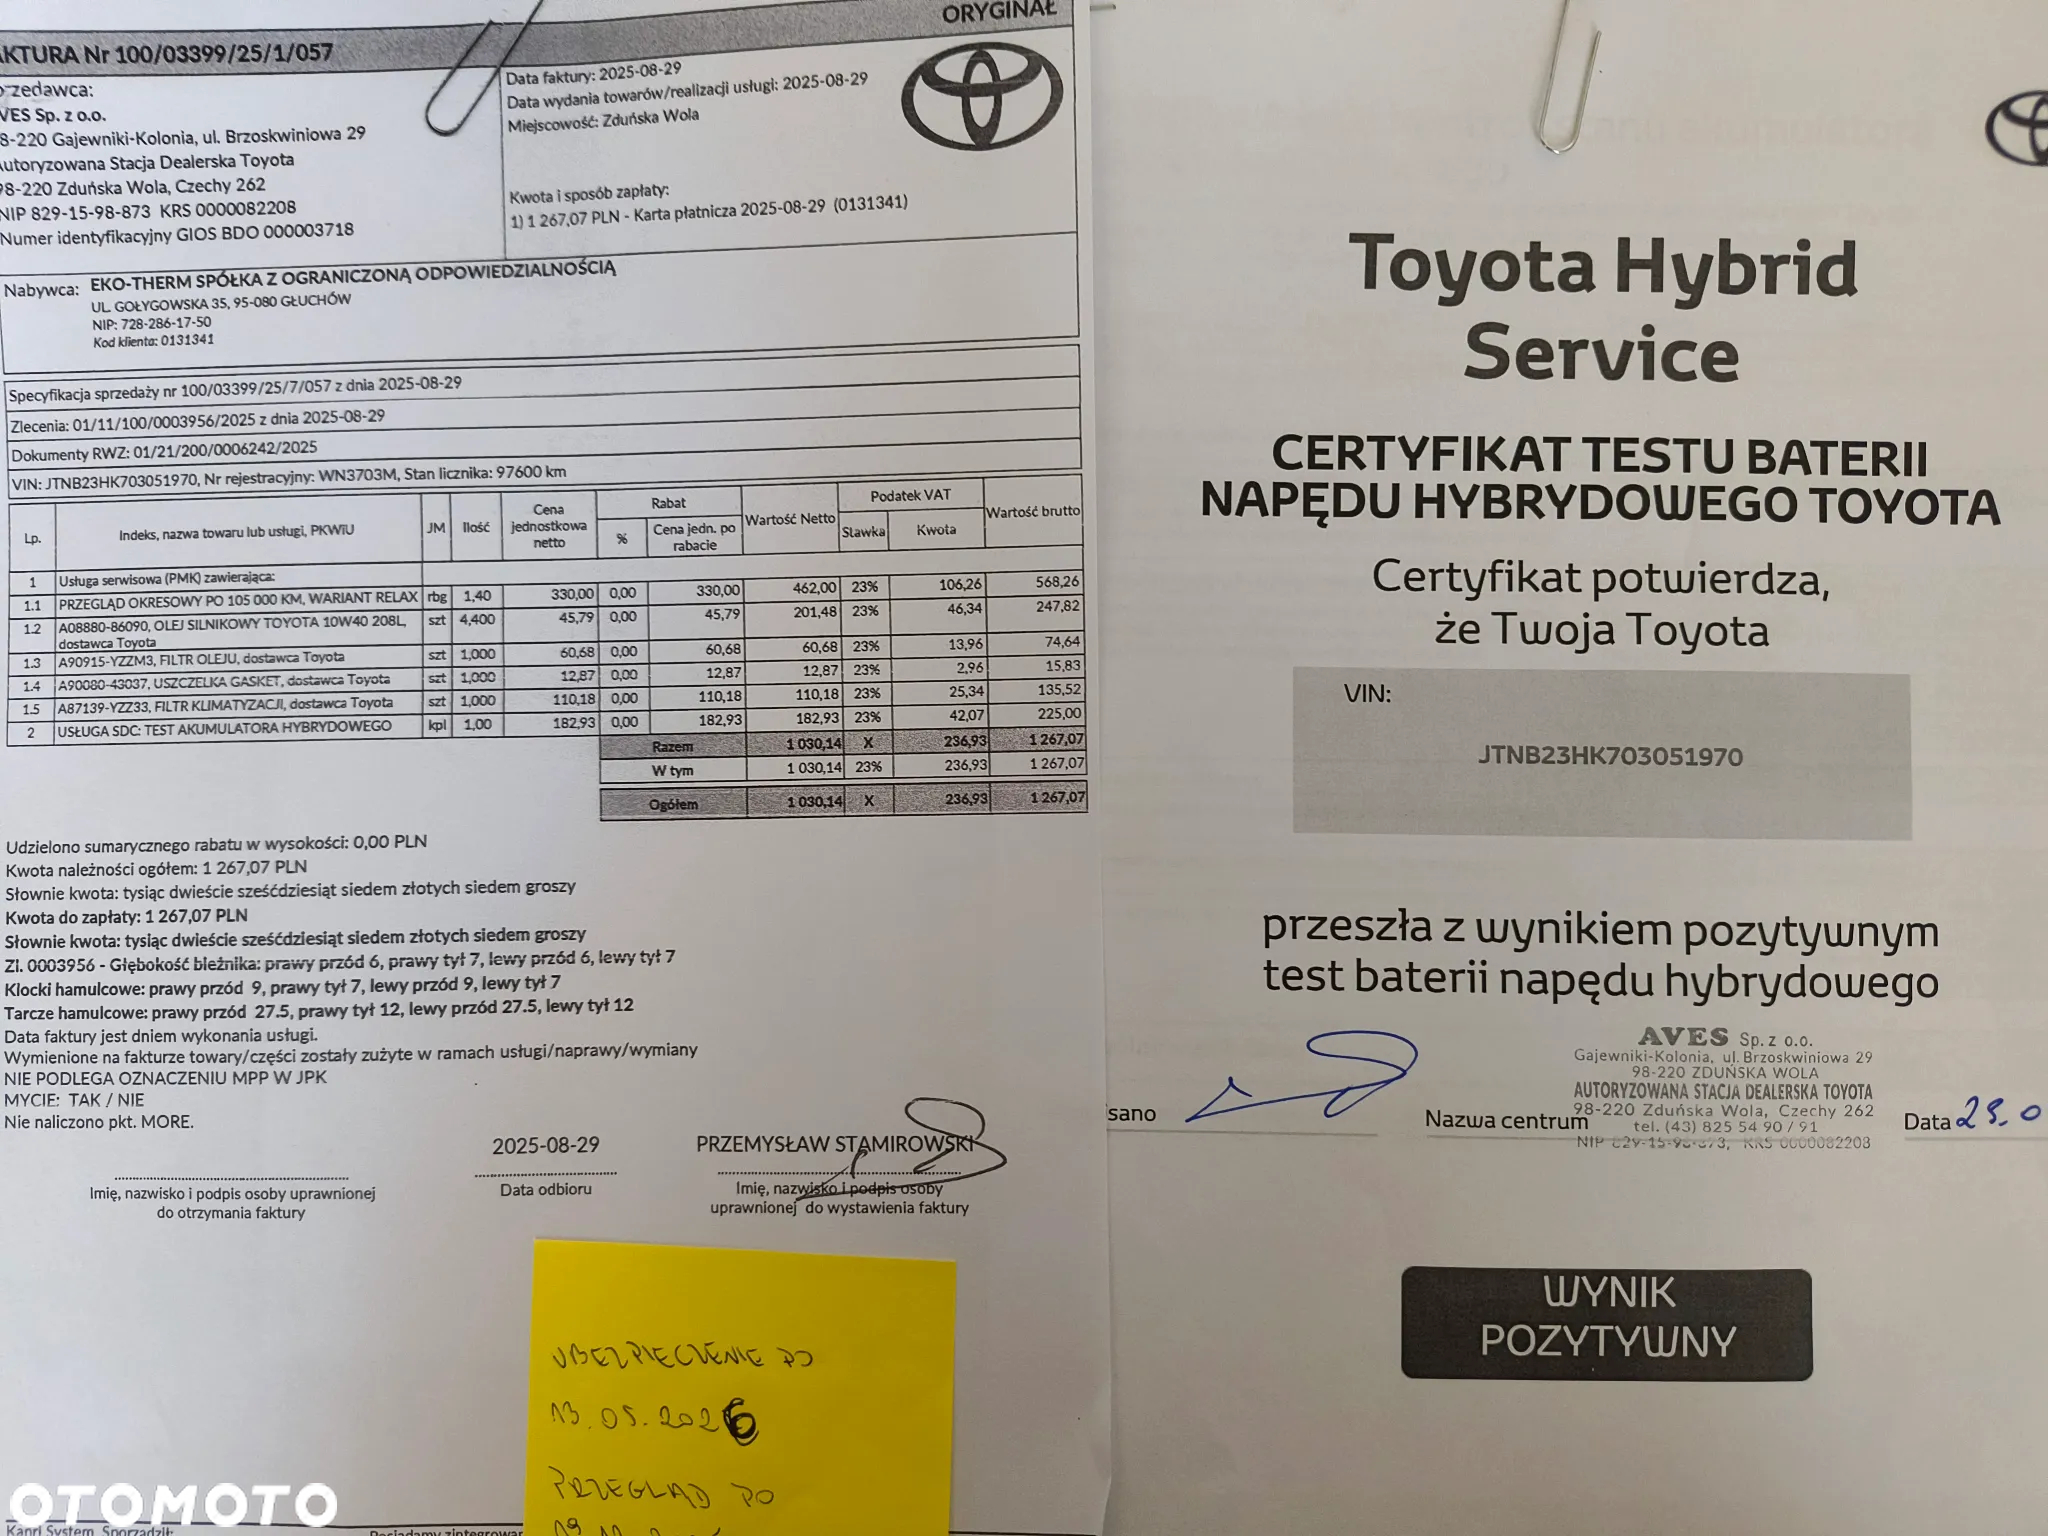 ORYGINAŁ
AKTURA Nr 100/03399/25/1/057
przedawca:
VES Sp. z o.o.
8-220 Gajewniki-Kolonia, ul. Brzoskwiniowa 29
Autoryzowana Stacja Dealerska Toyota
98-220 Zduńska Wola, Czechy 262
NIP 829-15-98-873 KRS 0000082208
Numer identyfikacyjny GIOS BDO 000003718
Data faktury: 2025-08-29
Data wydania towarów/realizacji usługi: 2025-08-29
Miejscowość: Zduńska Wola
Kwota i sposób zapłaty:
1) 1 267,07 PLN - Karta płatnicza 2025-08-29 (0131341)
Nabywca: EKO-THERM SPÓŁKA Z OGRANICZONĄ ODPOWIEDZIALNOŚCIĄ
UL. GOŁYGOWSKA 35, 95-080 GŁUCHÓW
NIP: 728-286-17-50
Kod klienta: 0131341
Specyfikacja sprzedaży nr 100/03399/25/7/057 z dnia 2025-08-29
Zlecenia: 01/11/100/0003956/2025 z dnia 2025-08-29
Dokumenty RWZ: 01/21/200/0006242/2025
VIN: JTNB23HK703051970, Nr rejestracyjny: WN3703M, Stan licznika: 97600 km
Lp. Indeks, nazwa towaru lub usługi, PKWiU JM Ilość Cena jednostkowa netto Rabat % Cena jedn. po rabacie Wartość Netto Podatek VAT Stawka Kwota Wartość brutto
1 Usługa serwisowa (PMK) zawierająca:
1.1 PRZEGLĄD OKRESOWY PO 105 000 KM, WARIANT RELAX rbg 1,40 330,00 0,00 330,00 462,00 23% 106,26 568,26
1.2 A08880-86090, OLEJ SILNIKOWY TOYOTA 10W40 208L, szt 4,400 45,79 0,00 45,79 201,48 23% 46,34 247,82
dostawca Toyota
1.3 A90915-YZZM3, FILTR OLEJU, dostawca Toyota szt 1,000 60,68 0,00 60,68 60,68 23% 13,96 74,64
1.4 A90080-43037, USZCZELKA GASKET, dostawca Toyota szt 1,000 12,87 0,00 12,87 12,87 23% 2,96 15,83
1.5 A87139-YZZ33, FILTR KLIMATYZACJI, dostawca Toyota szt 1,000 110,18 0,00 110,18 110,18 23% 25,34 135,52
2 USŁUGA SDC: TEST AKUMULATORA HYBRYDOWEGO kpl 1,00 182,93 0,00 182,93 182,93 23% 42,07 225,00
Razem 1 030,14 X 236,93 1 267,07
W tym 1 030,14 23% 236,93 1 267,07
Ogółem 1 030,14 X 236,93 1 267,07
Udzielono sumarycznego rabatu w wysokości: 0,00 PLN
Kwota należności ogółem: 1 267,07 PLN
Słownie kwota: tysiąc dwieście sześćdziesiąt siedem złotych siedem groszy
Kwota do zapłaty: 1 267,07 PLN
Słownie kwota: tysiąc dwieście sześćdziesiąt siedem złotych siedem groszy
Zl. 0003956 - Głębokość bieżnika: prawy przód 6, prawy tył 7, lewy przód 6, lewy tył 7
Klocki hamulcowe: prawy przód 9, prawy tył 7, lewy przód 9, lewy tył 7
Tarcze hamulcowe: prawy przód 27.5, prawy tył 12, lewy przód 27.5, lewy tył 12
Data faktury jest dniem wykonania usługi.
Wymienione na fakturze towary/części zostały zużyte w ramach usługi/naprawy/wymiany
NIE PODLEGA OZNACZENIU MPP W JPK
MYCIE: TAK / NIE
Nie naliczono pkt. MORE.
2025-08-29 PRZEMYSŁAW STAMIROWSKI
Imię, nazwisko i podpis osoby uprawnionej
do otrzymania faktury
Data odbioru
Imię, nazwisko i podpis osoby
uprawnionej do wystawienia faktury
UBEZPIECZENIE DO
13.05.2026
PRZEGLĄD DO
OTOMOTO
Kanri System. Sporządził:
Toyota Hybrid
Service
CERTYFIKAT TESTU BATERII
NAPĘDU HYBRYDOWEGO TOYOTA
Certyfikat potwierdza,
że Twoja Toyota
VIN:
JTNB23HK703051970
przeszła z wynikiem pozytywnym
test baterii napędu hybrydowego
AVES Sp. z o.o.
Gajewniki-Kolonia, ul. Brzoskwiniowa 29
98-220 ZDUŃSKA WOLA
AUTORYZOWANA STACJA DEALERSKA TOYOTA
98-220 Zduńska Wola, Czechy 262
tel. (43) 825 54 90 / 91
NIP 829-15-98-873, KRS 0000082208
sano
Nazwa centrum
Data 29.0
WYNIK
POZYTYWNY